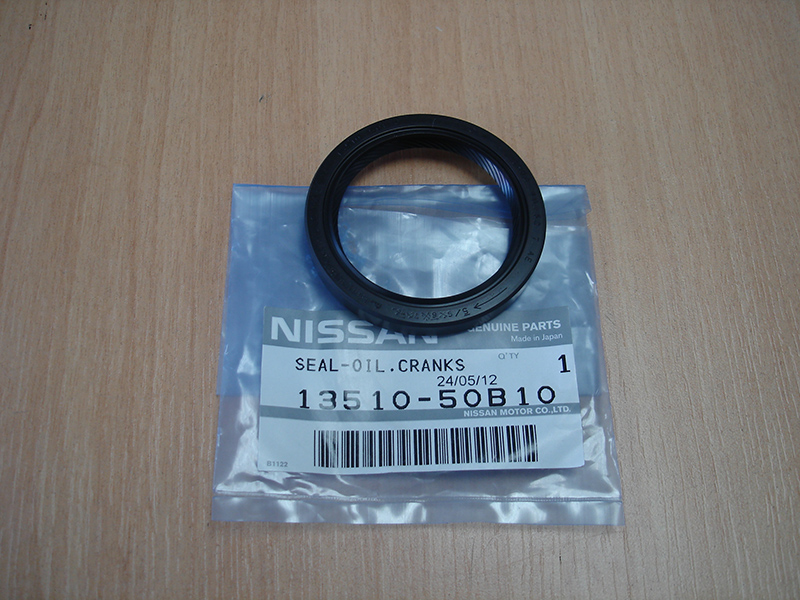 NISSAN
GENUINE PARTS
Made in Japan
SEAL-OIL.CRANKS Q'TY 1
24/05/12
13510-50B10
NISSAN MOTOR CO.,LTD.